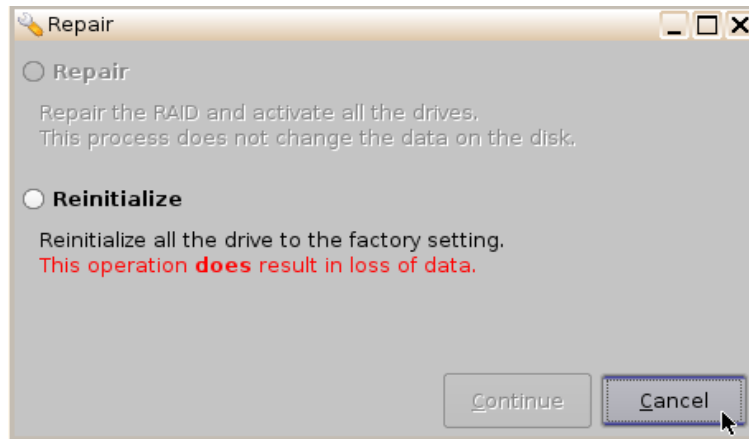 Repair
Repair
Repair the RAID and activate all the drives.
This process does not change the data on the disk.
Reinitialize
Reinitialize all the drive to the factory setting.
This operation does result in loss of data.
Continue
Cancel